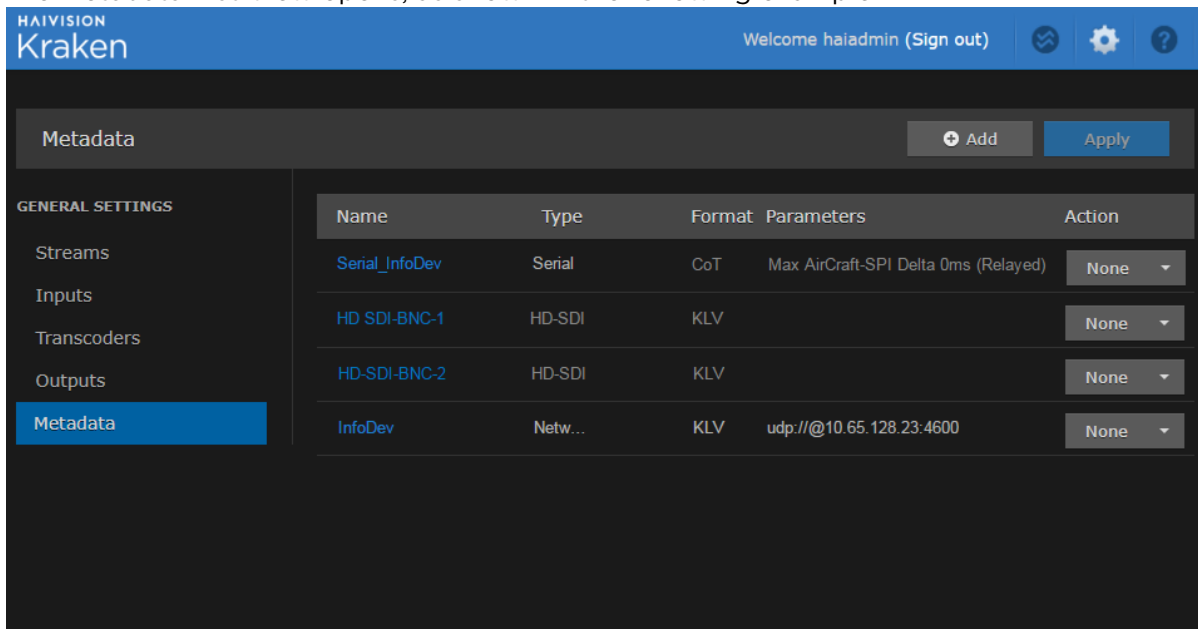 HAIVISION
Kraken
Welcome haiadmin (Sign out)
Metadata
Add
Apply
GENERAL SETTINGS
Streams
Inputs
Transcoders
Outputs
Metadata
Name Type Format Parameters Action
Serial_InfoDev Serial CoT Max AirCraft-SPI Delta 0ms (Relayed) None
HD SDI-BNC-1 HD-SDI KLV None
HD-SDI-BNC-2 HD-SDI KLV None
InfoDev Netw... KLV udp://@10.65.128.23:4600 None